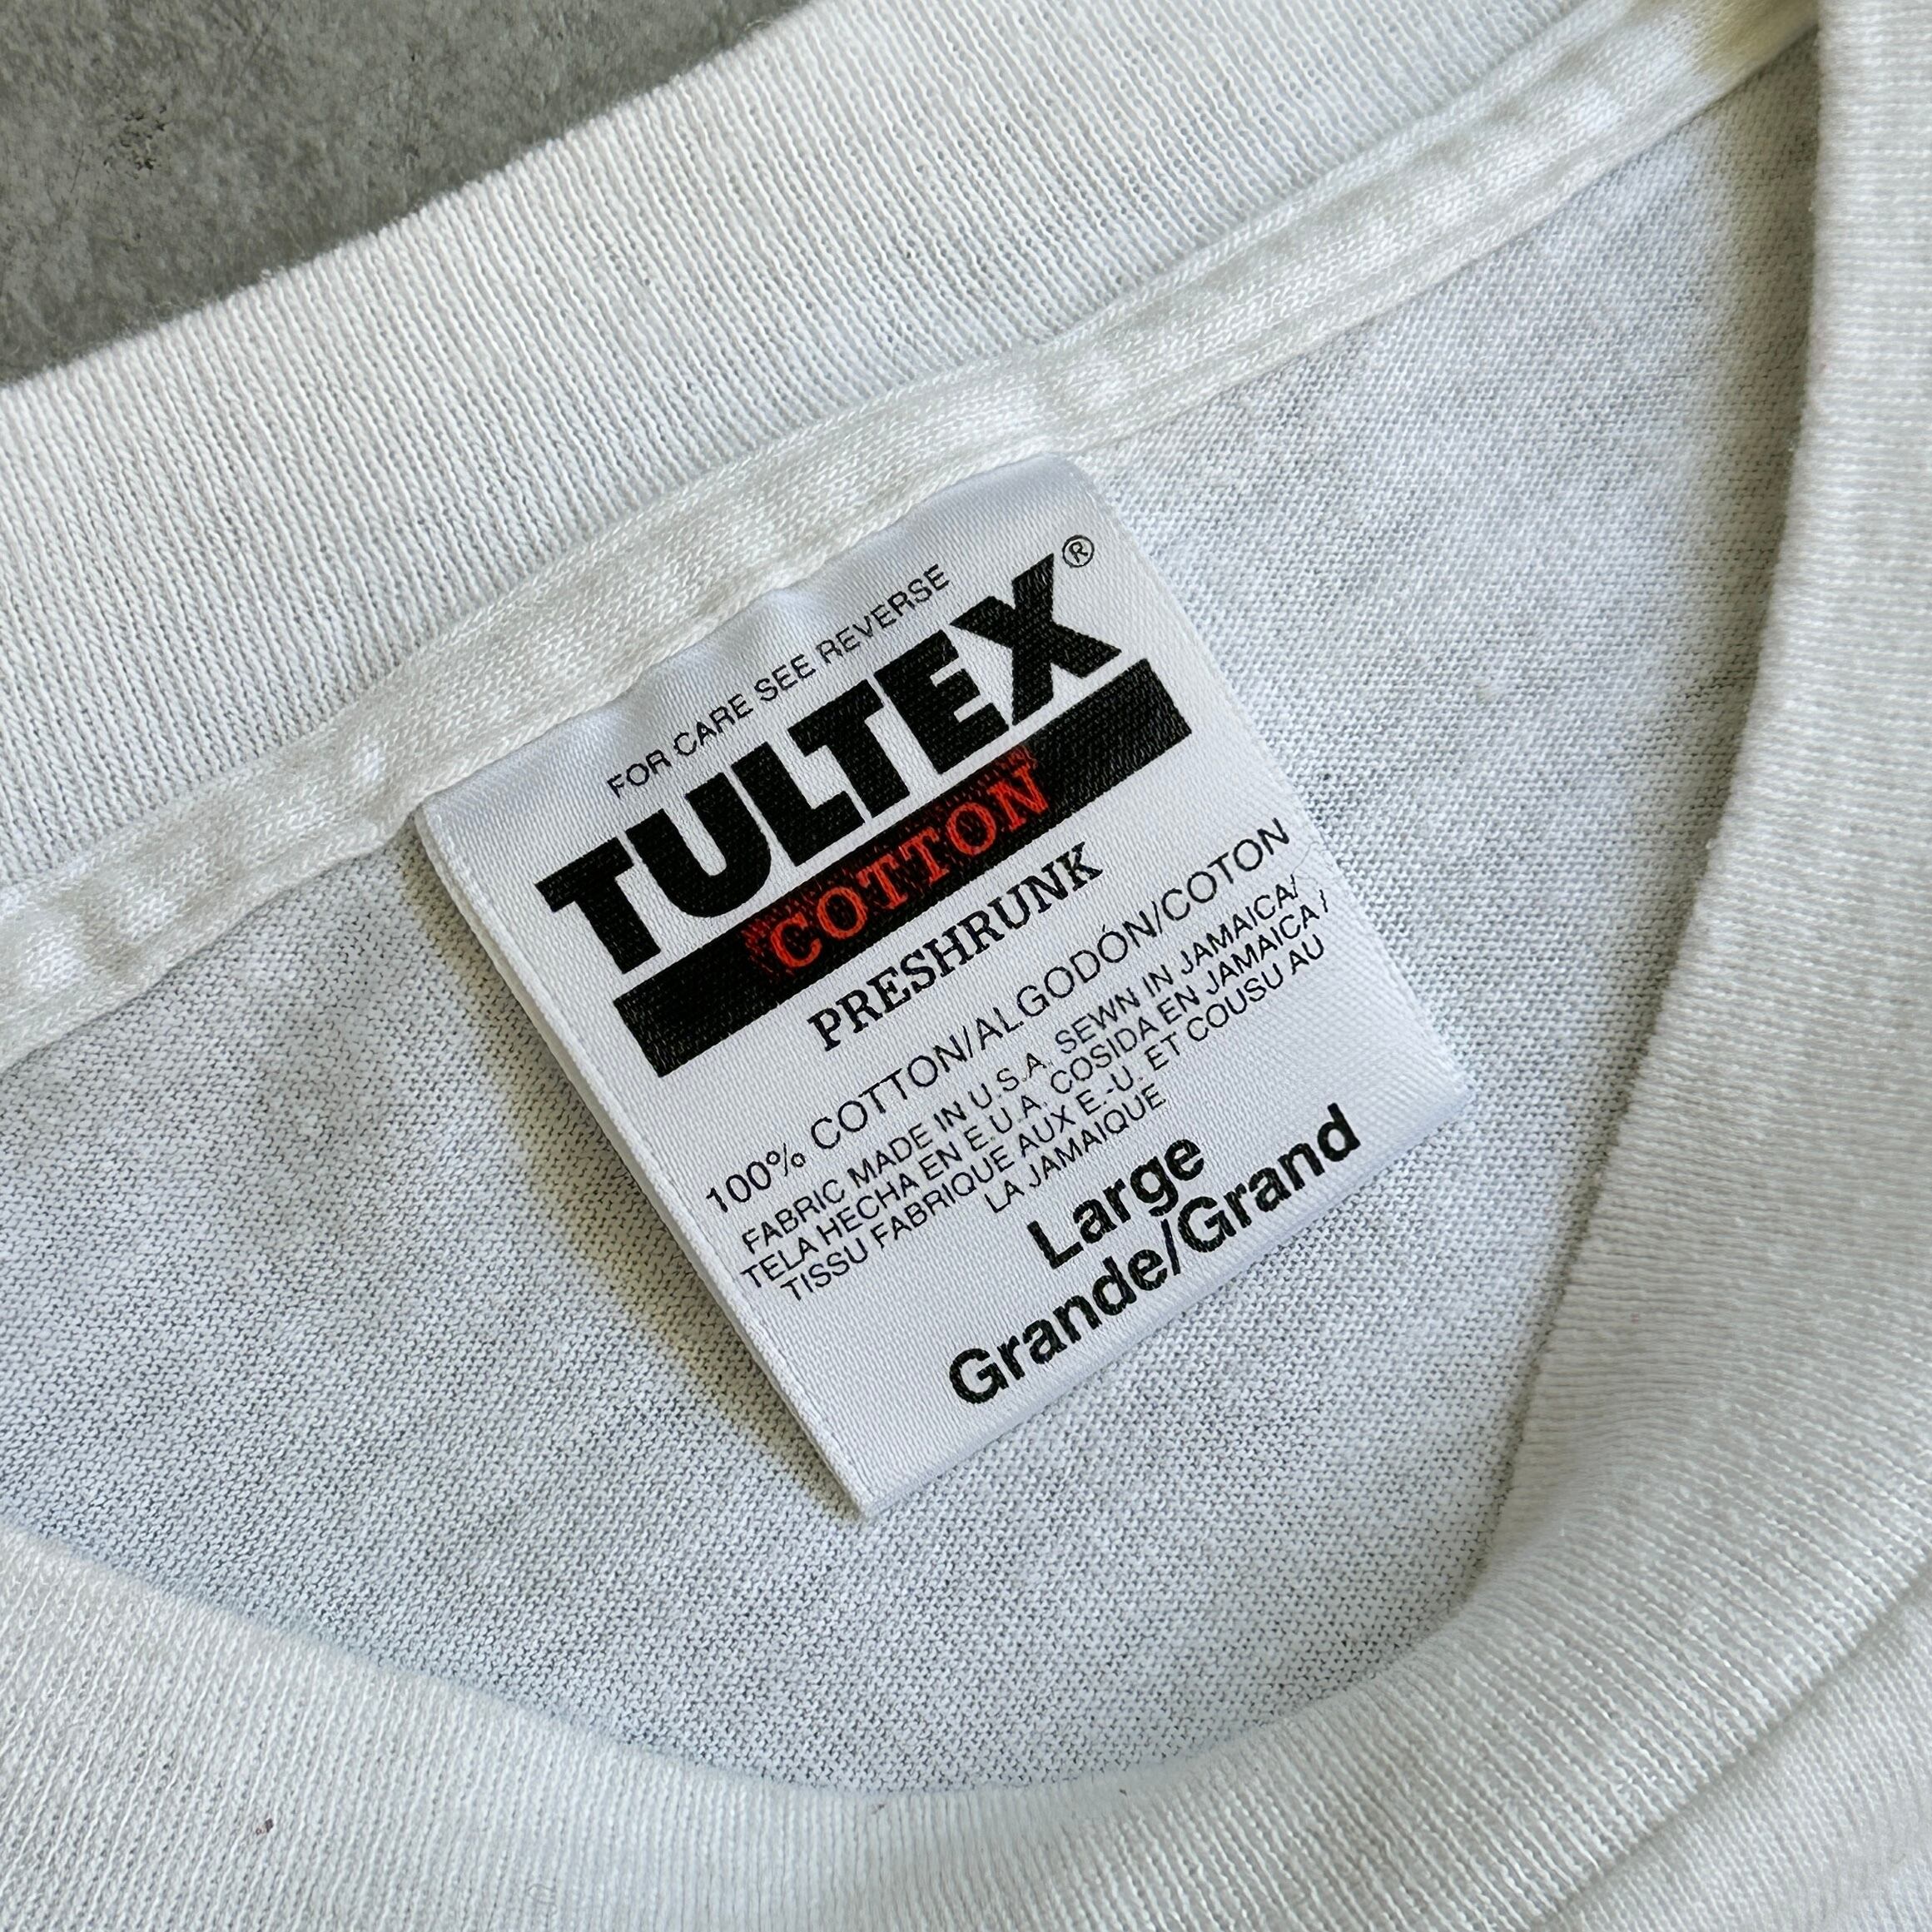 FOR CARE SEE REVERSE
TULTEX®
COTTON
PRESHRUNK
100% COTTON/ALGODÓN/COTON
FABRIC MADE IN U.S.A. SEWN IN JAMAICA/
TELA HECHA EN E.U.A. COSIDA EN JAMAICA/
TISSU FABRIQUE AUX E.-U. ET COUSU AU
LA JAMAIQUE
Large
Grande/Grand